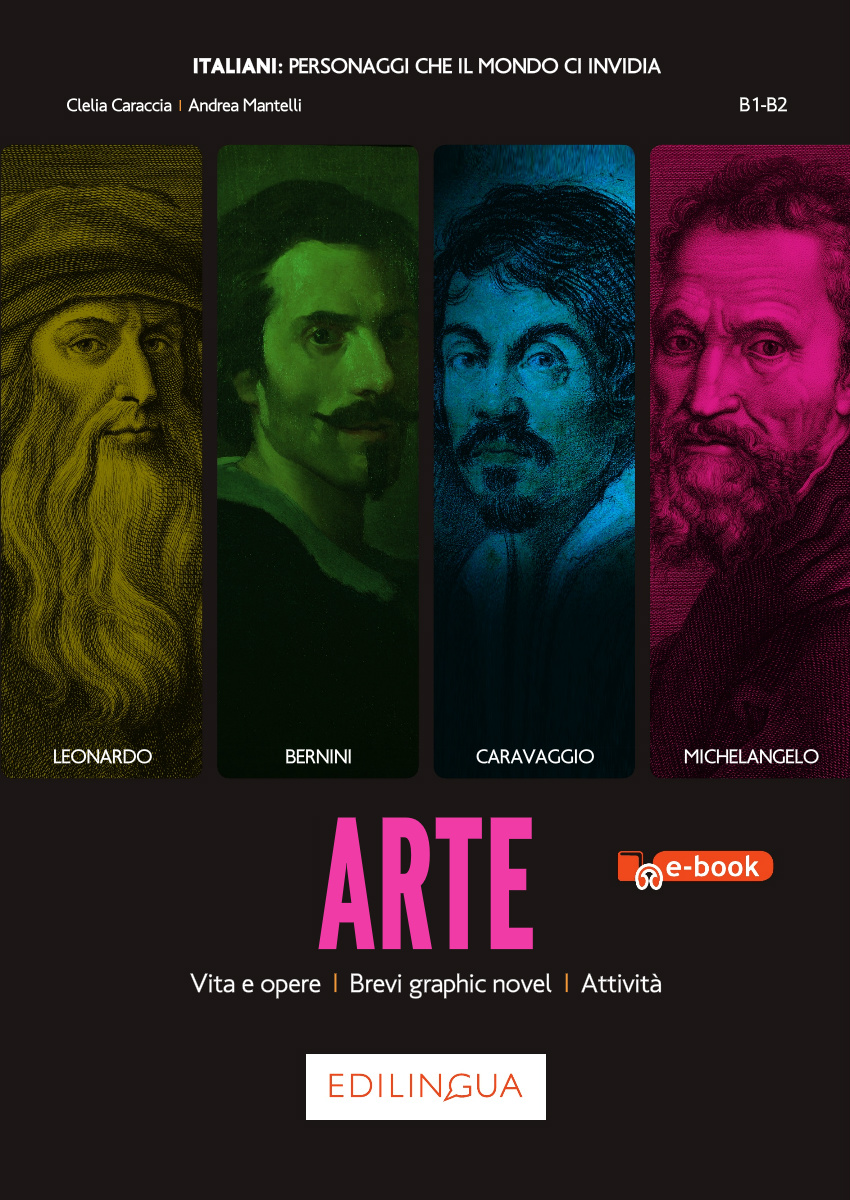 ITALIANI: PERSONAGGI CHE IL MONDO CI INVIDIA
Clelia Caraccia | Andrea Mantelli
B1-B2
LEONARDO
BERNINI
CARAVAGGIO
MICHELANGELO
ARTE
e-book
Vita e opere | Brevi graphic novel | Attività
EDILINGUA